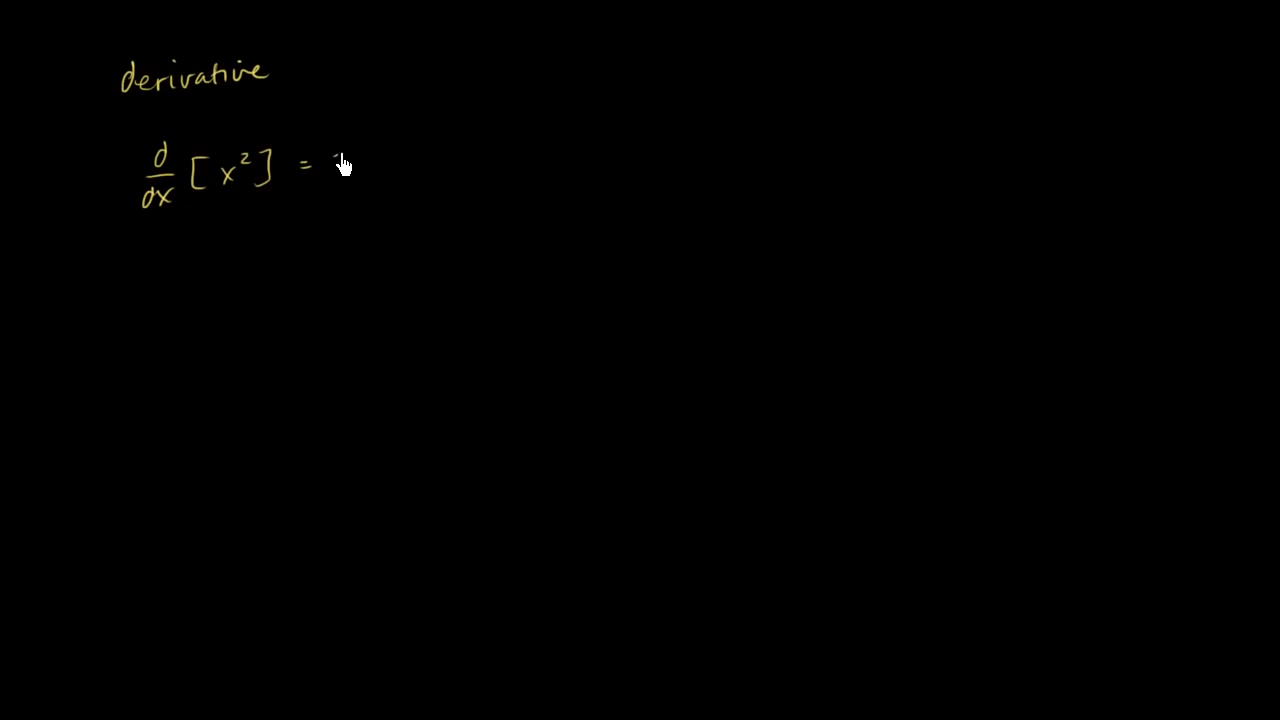 derivative
d/dx [x²] =